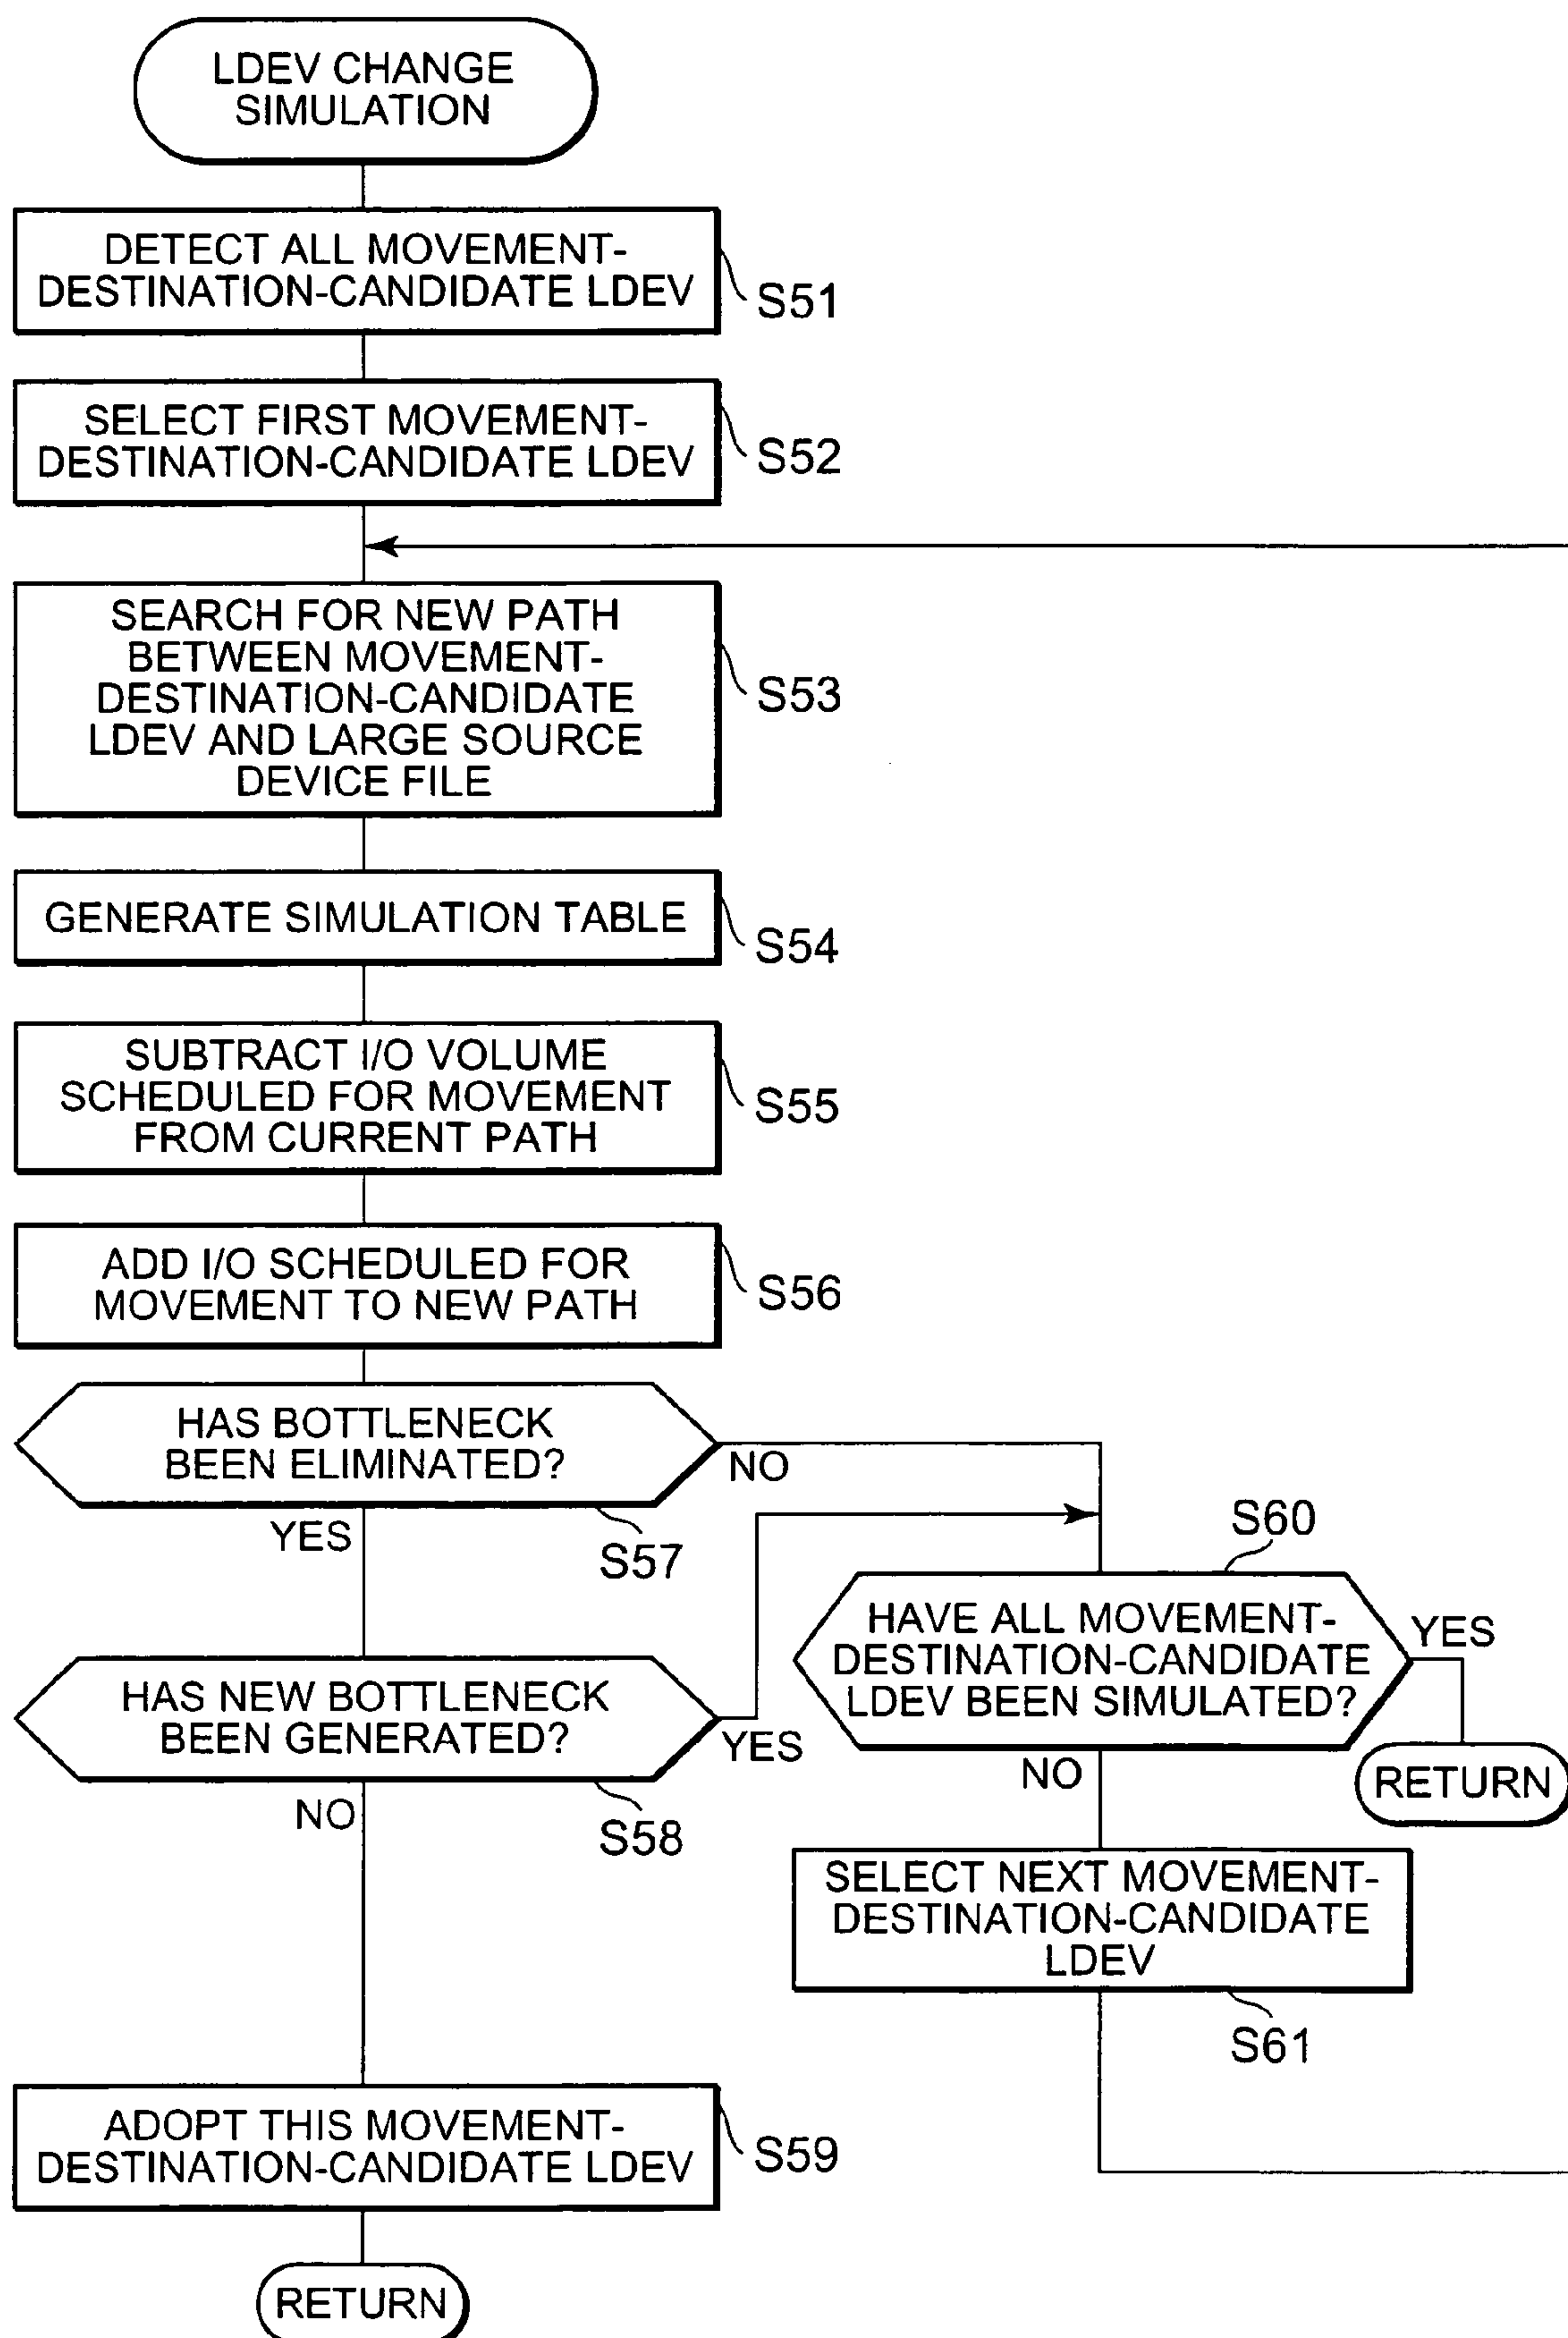 LDEV CHANGE
SIMULATION
DETECT ALL MOVEMENT-
DESTINATION-CANDIDATE LDEV
S51
SELECT FIRST MOVEMENT-
DESTINATION-CANDIDATE LDEV
S52
SEARCH FOR NEW PATH
BETWEEN MOVEMENT-
DESTINATION-CANDIDATE
LDEV AND LARGE SOURCE
DEVICE FILE
S53
GENERATE SIMULATION TABLE
S54
SUBTRACT I/O VOLUME
SCHEDULED FOR MOVEMENT
FROM CURRENT PATH
S55
ADD I/O SCHEDULED FOR
MOVEMENT TO NEW PATH
S56
HAS BOTTLENECK
BEEN ELIMINATED?
NO
YES
S57
HAS NEW BOTTLENECK
BEEN GENERATED?
YES
NO
S58
S60
HAVE ALL MOVEMENT-
DESTINATION-CANDIDATE
LDEV BEEN SIMULATED?
YES
RETURN
NO
SELECT NEXT MOVEMENT-
DESTINATION-CANDIDATE
LDEV
S61
ADOPT THIS MOVEMENT-
DESTINATION-CANDIDATE LDEV
S59
RETURN